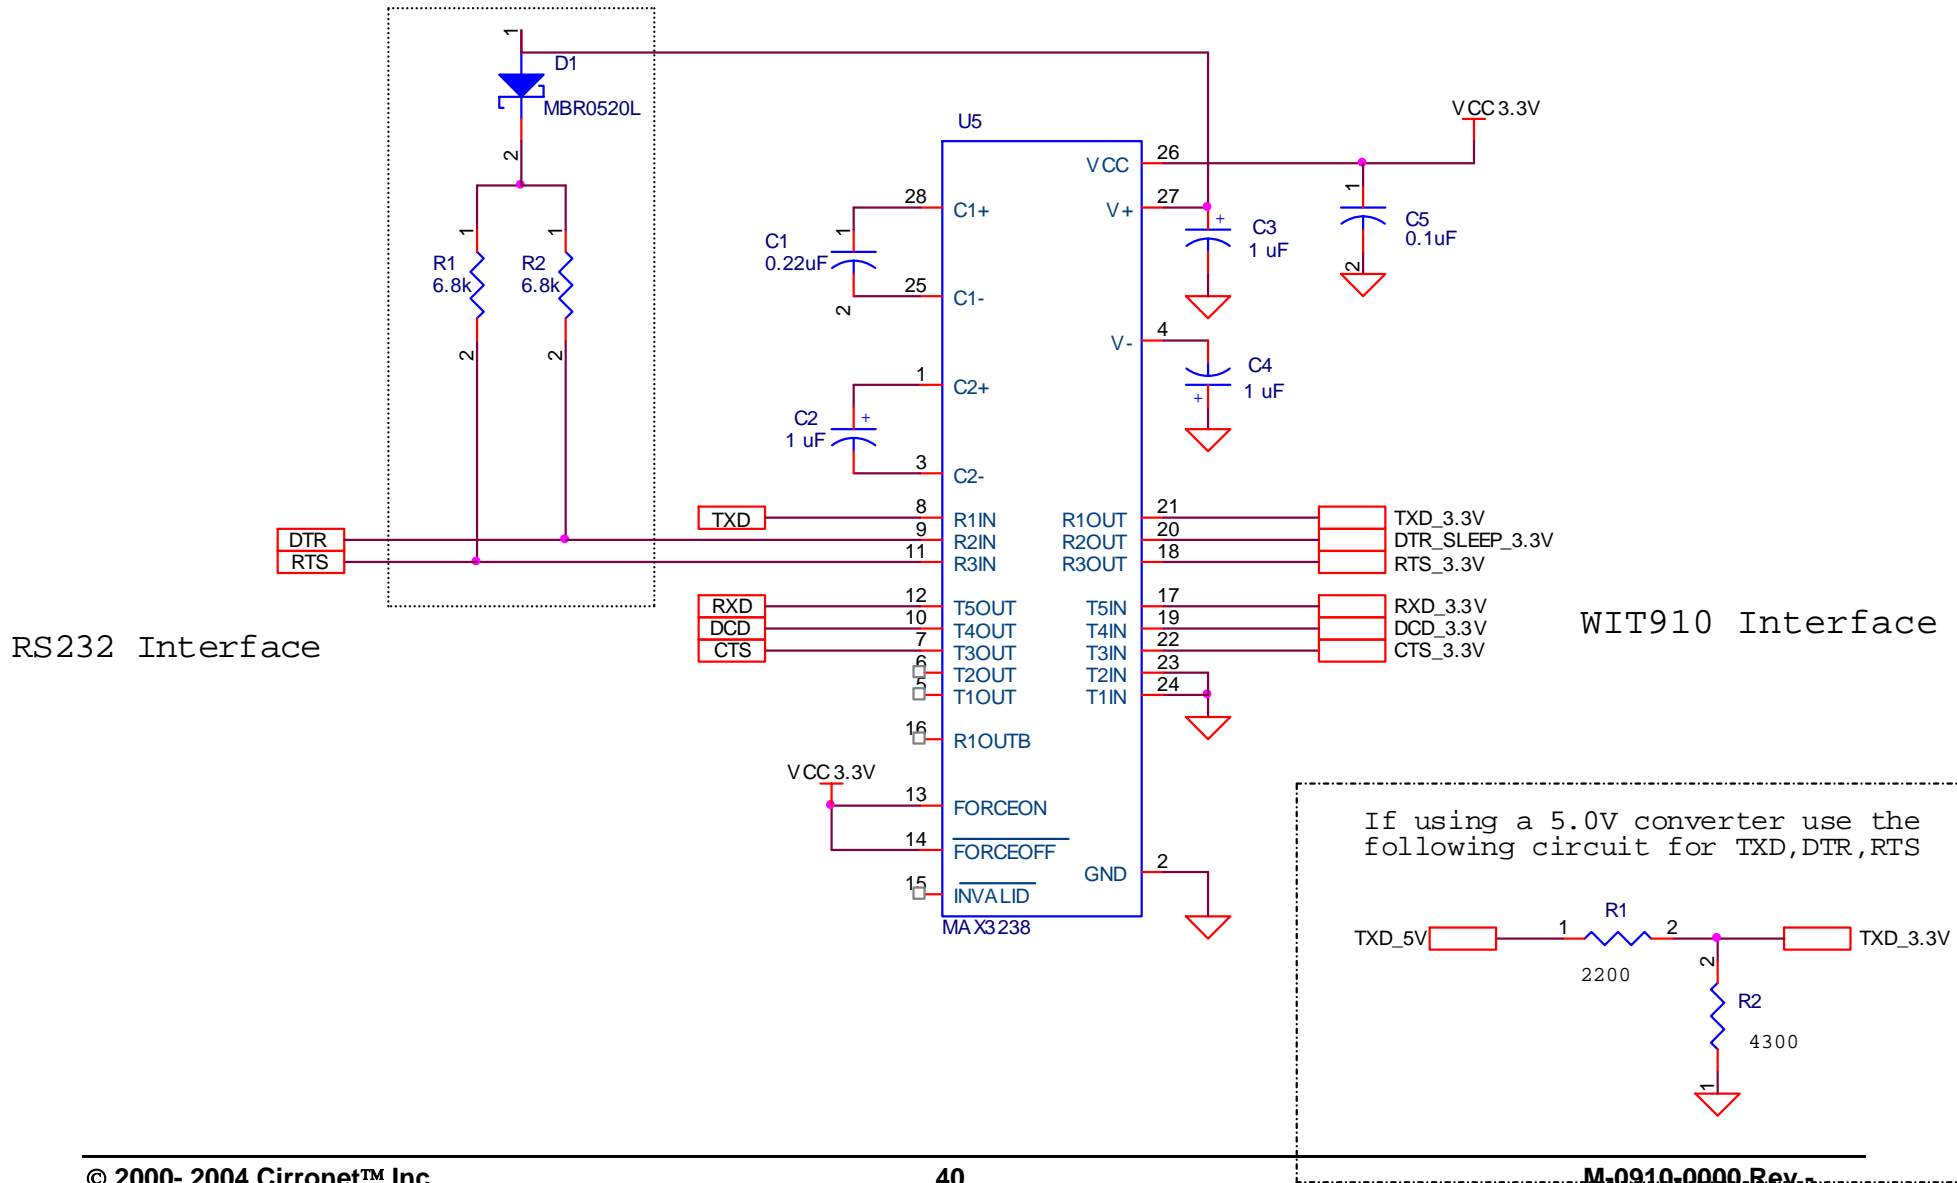 1
D1
MBR0520L
2
1 1
R1 R2
6.8k 6.8k
2 2
DTR
RTS
RS232 Interface
U5
28 C1+
1
C1
0.22uF
25 C1-
2
1 C2+
C2 +
1 uF
3 C2-
TXD 8 R1IN
9 R2IN
11 R3IN
RXD 12 T5OUT
DCD 10 T4OUT
CTS 7 T3OUT
6 T2OUT
5 T1OUT
16 R1OUTB
VCC3.3V
13 FORCEON
14 FORCEOFF
15 INVALID
MAX3238
VCC 26
V+ 27
VCC3.3V
+
C3
1 uF
1
C5
0.1uF
2
V- 4
C4
1 uF
+
R1OUT 21 TXD_3.3V
R2OUT 20 DTR_SLEEP_3.3V
R3OUT 18 RTS_3.3V
T5IN 17 RXD_3.3V
T4IN 19 DCD_3.3V
T3IN 22 CTS_3.3V
T2IN 23
T1IN 24
GND 2
WIT910 Interface
If using a 5.0V converter use the
following circuit for TXD,DTR,RTS
R1
TXD_5V 1 2 TXD_3.3V
2200
2
R2
4300
1
© 2000- 2004 Cirronet™ Inc 40 M-0910-0000 Rev -